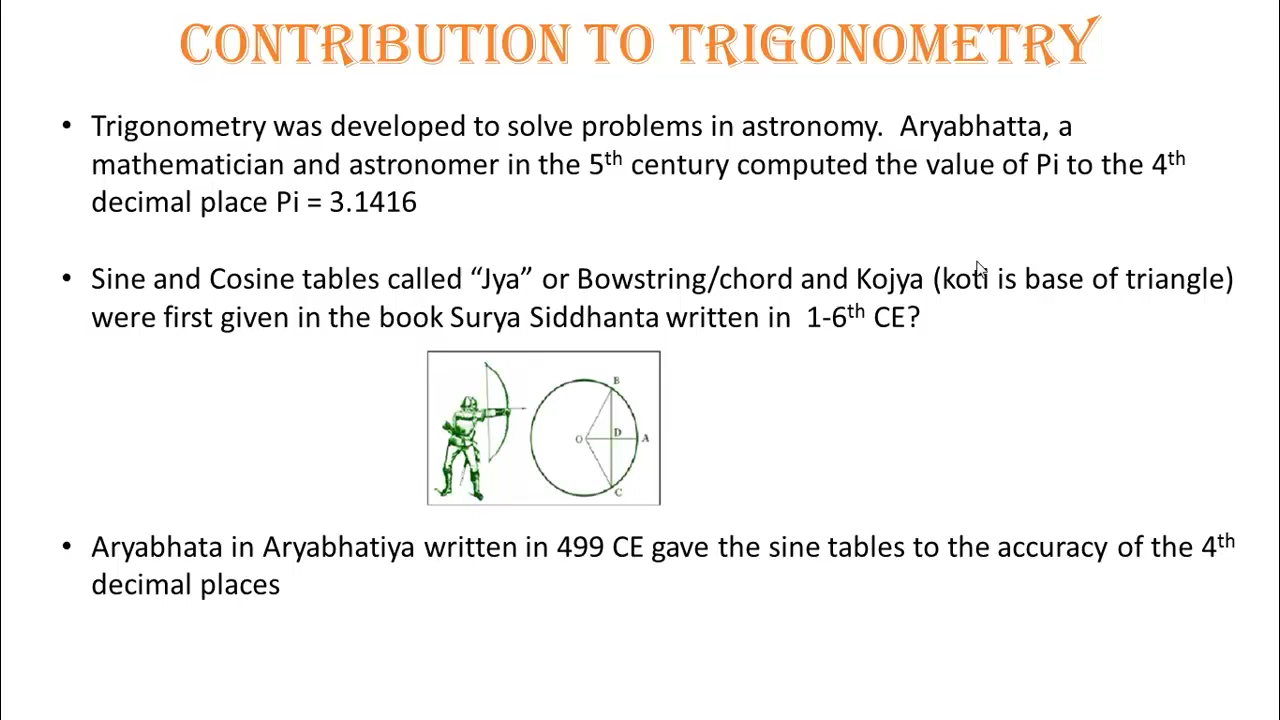 CONTRIBUTION TO TRIGONOMETRY
• Trigonometry was developed to solve problems in astronomy.  Aryabhatta, a
mathematician and astronomer in the 5th century computed the value of Pi to the 4th
decimal place Pi = 3.1416
• Sine and Cosine tables called “Jya” or Bowstring/chord and Kojya (koti is base of triangle)
were first given in the book Surya Siddhanta written in  1-6th CE?
B
O D A
C
• Aryabhata in Aryabhatiya written in 499 CE gave the sine tables to the accuracy of the 4th
decimal places